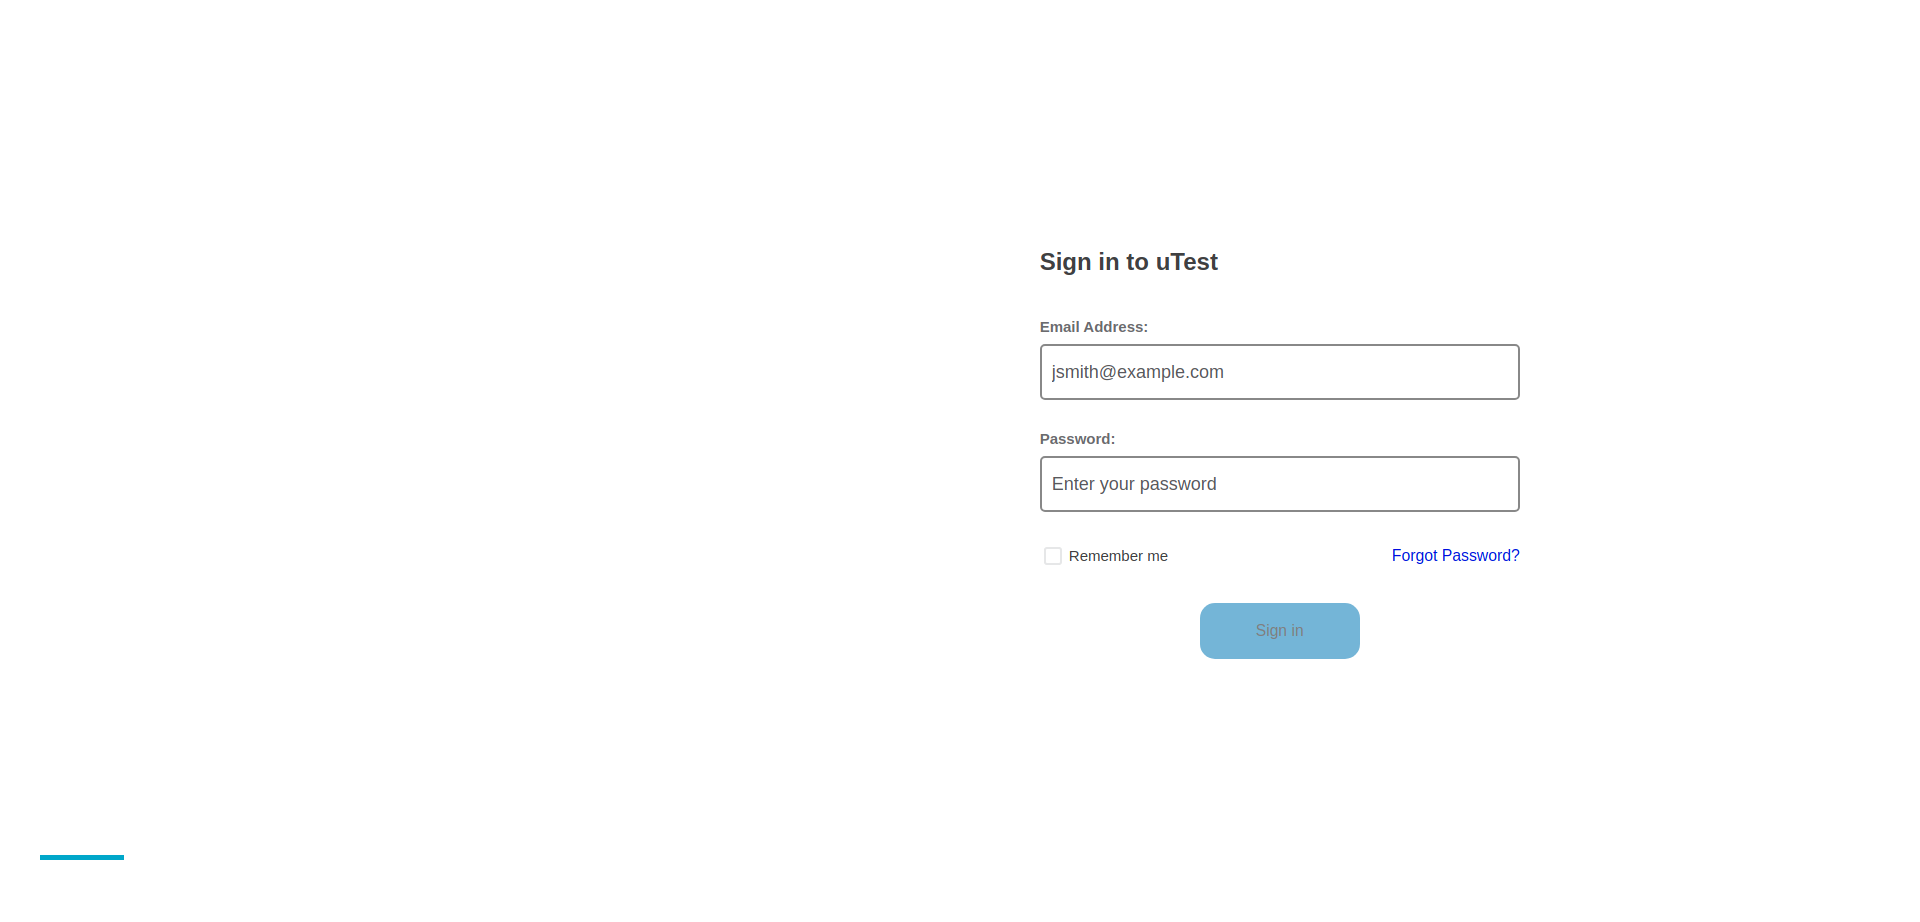 Sign in to uTest
Email Address:
jsmith@example.com
Password:
Enter your password
Remember me
Forgot Password?
Sign in